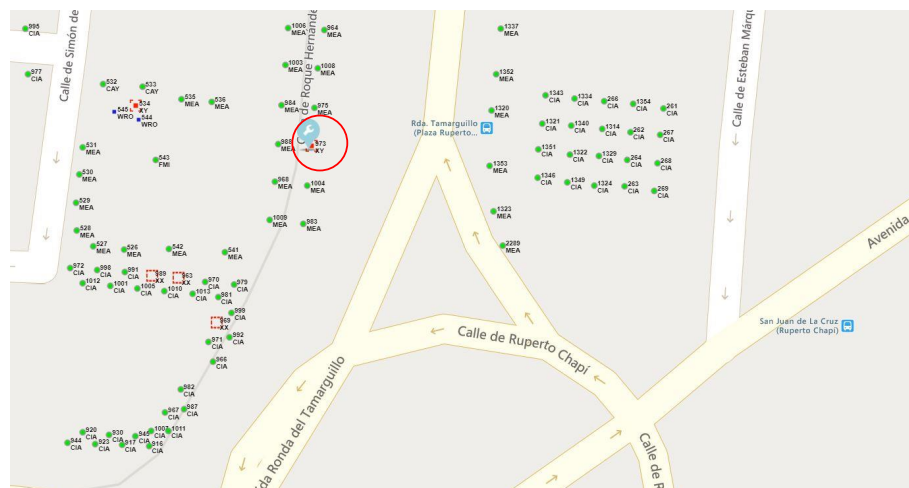 995
CIA
977
CIA
Calle de Simón de
532
CAY
533
CAY
534
XY
545
WRO
544
WRO
535
MEA
536
MEA
531
MEA
543
FMI
530
MEA
529
MEA
528
MEA
527
MEA
526
MEA
542
MEA
541
MEA
972
CIA
998
CIA
991
CIA
989
XX
963
XX
970
CIA
979
CIA
1012
CIA
1001
CIA
1005
CIA
1010
CIA
1013
CIA
981
CIA
999
CIA
969
XX
971
CIA
992
CIA
966
CIA
982
CIA
967
CIA
987
CIA
944
CIA
920
CIA
923
CIA
930
CIA
917
CIA
945
CIA
1007
CIA
1011
CIA
916
CIA
1006
MEA
964
MEA
de Roque Hernánde
1003
MEA
1008
MEA
984
MEA
975
MEA
988
MEA
973
XY
968
MEA
1004
MEA
1009
MEA
983
MEA
1337
MEA
1352
MEA
1320
MEA
Rda. Tamarguillo
(Plaza Ruperto...
1353
MEA
1323
MEA
2289
MEA
1343
CIA
1334
CIA
266
CIA
1354
CIA
261
CIA
1321
CIA
1340
CIA
1314
CIA
262
CIA
267
CIA
1351
CIA
1322
CIA
1329
CIA
264
CIA
268
CIA
1346
CIA
1349
CIA
1324
CIA
263
CIA
269
CIA
Calle de Esteban Márqu
Avenida
San Juan de La Cruz
(Ruperto Chapí)
Calle de Ruperto Chapí
Calle de R
da Ronda del Tamarguillo